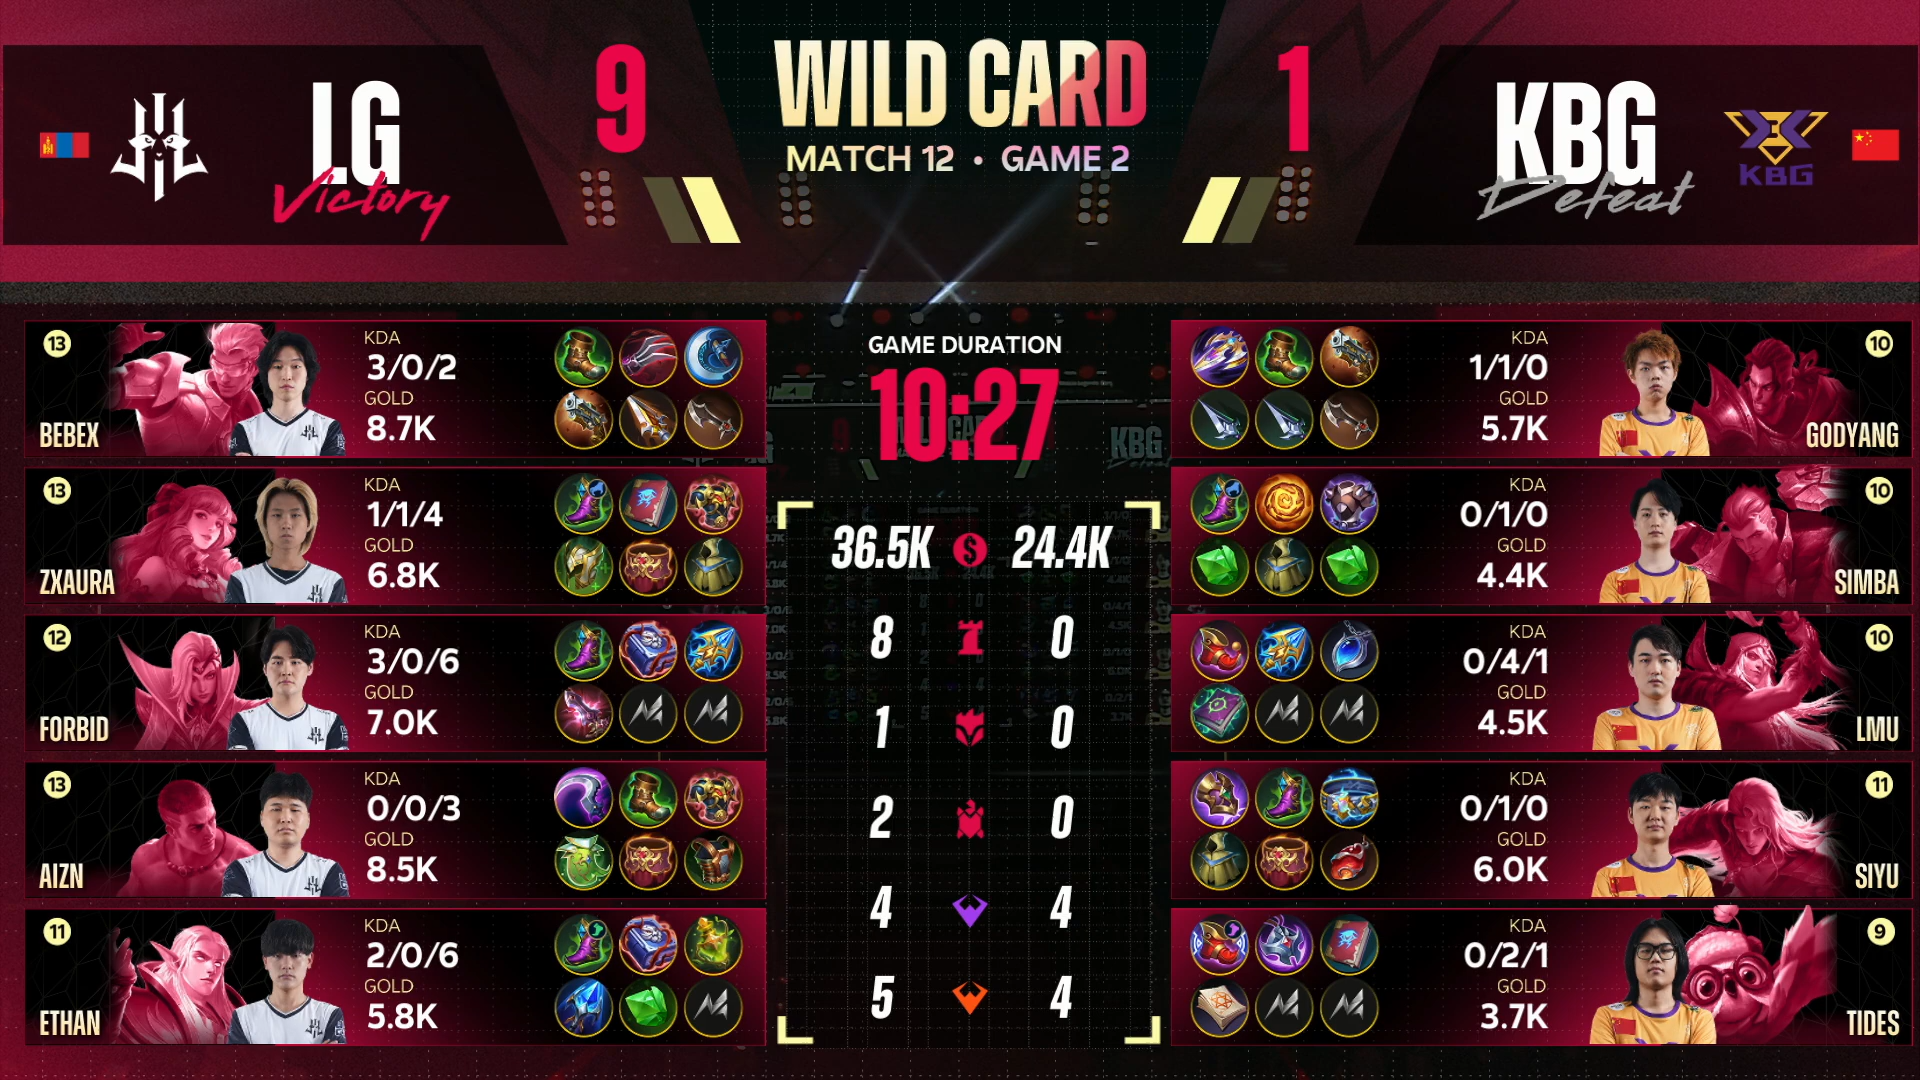 LG
Victory
9
WILD CARD
MATCH 12 • GAME 2
1
KBG
Defeat
KBG
13
BEBEX
KDA
3/0/2
GOLD
8.7K
13
ZXAURA
KDA
1/1/4
GOLD
6.8K
12
FORBID
KDA
3/0/6
GOLD
7.0K
13
AIZN
KDA
0/0/3
GOLD
8.5K
11
ETHAN
KDA
2/0/6
GOLD
5.8K
GAME DURATION
10:27
36.5K 24.4K
8 0
1 0
2 0
4 4
5 4
KDA
1/1/0
GOLD
5.7K
10
GODYANG
KDA
0/1/0
GOLD
4.4K
10
SIMBA
KDA
0/4/1
GOLD
4.5K
10
LMU
KDA
0/1/0
GOLD
6.0K
11
SIYU
KDA
0/2/1
GOLD
3.7K
9
TIDES